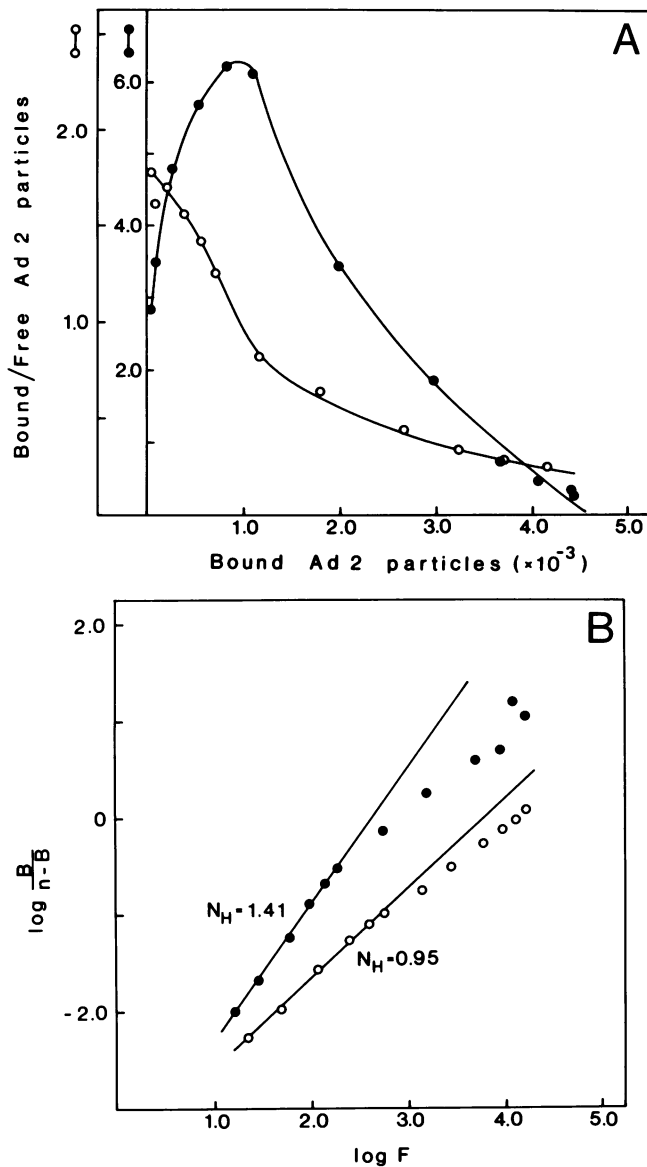 A
6.0
2.0
4.0
1.0
2.0
Bound/Free Ad 2 particles
1.0 2.0 3.0 4.0 5.0
Bound Ad 2 particles (×10⁻³)
B
2.0
0
-2.0
log B/n-B
N_H=1.41
N_H=0.95
1.0 2.0 3.0 4.0 5.0
log F